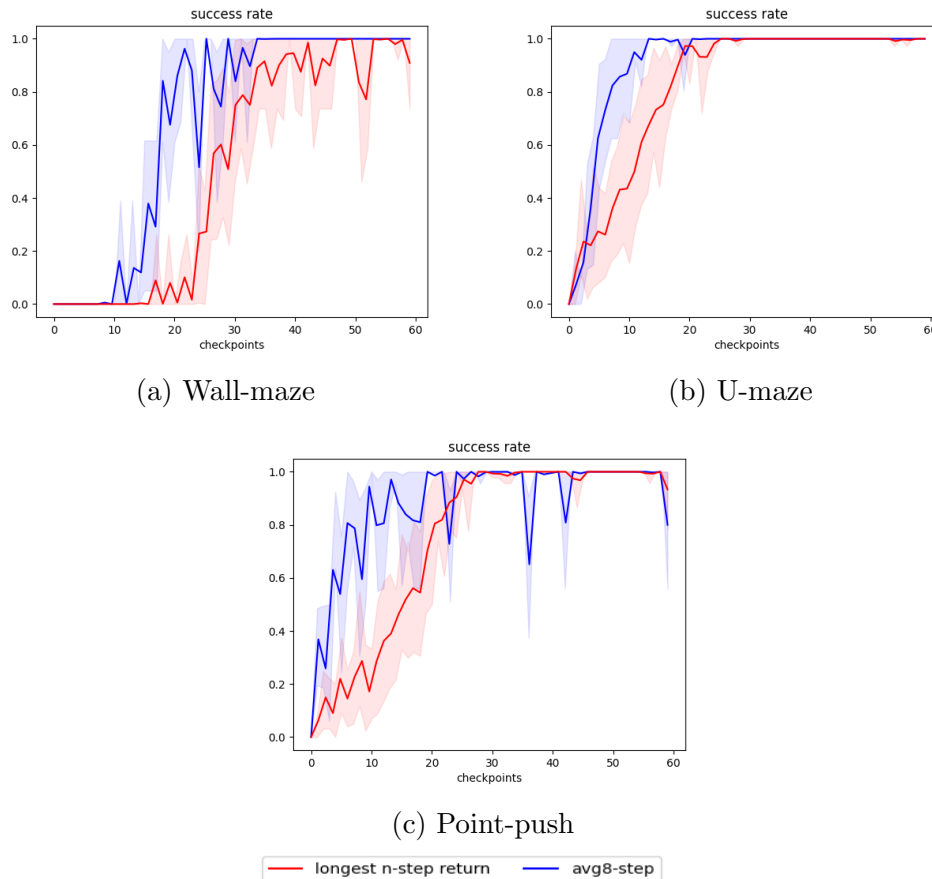 success rate
1.0
0.8
0.6
0.4
0.2
0.0
0 10 20 30 40 50 60
checkpoints
(a) Wall-maze
success rate
1.0
0.8
0.6
0.4
0.2
0.0
0 10 20 30 40 50 60
checkpoints
(b) U-maze
success rate
1.0
0.8
0.6
0.4
0.2
0.0
0 10 20 30 40 50 60
checkpoints
(c) Point-push
longest n-step return avg8-step